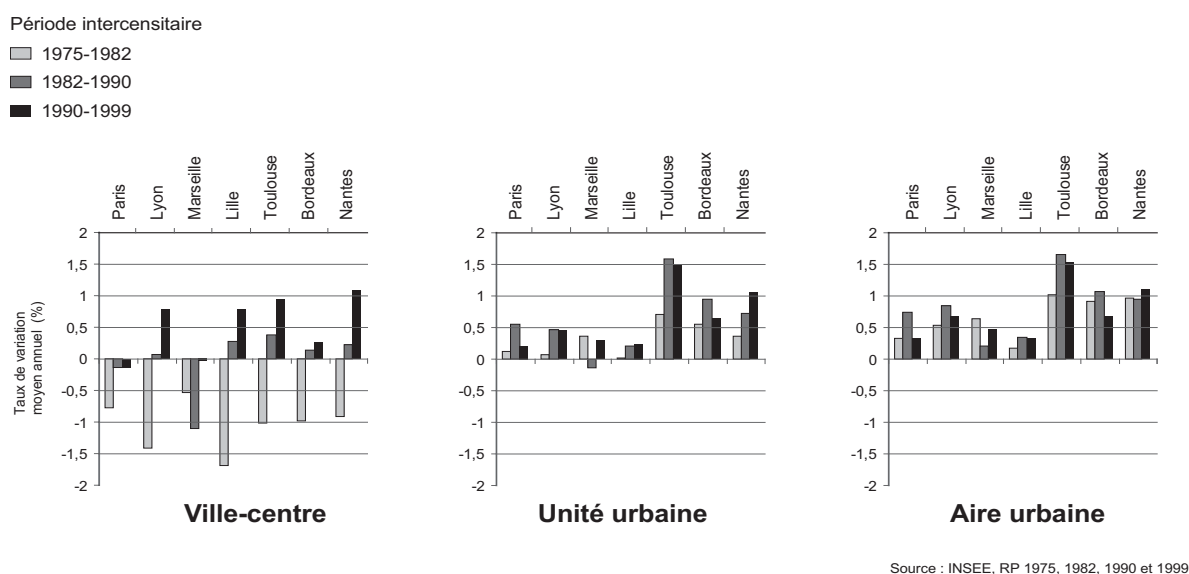 Période intercensitaire
1975-1982
1982-1990
1990-1999
Paris
Lyon
Marseille
Lille
Toulouse
Bordeaux
Nantes
Taux de variation
moyen annuel (%)
2
1,5
1
0,5
0
-0,5
-1
-1,5
-2
Ville-centre
Paris
Lyon
Marseille
Lille
Toulouse
Bordeaux
Nantes
2
1,5
1
0,5
0
-0,5
-1
-1,5
-2
Unité urbaine
Paris
Lyon
Marseille
Lille
Toulouse
Bordeaux
Nantes
2
1,5
1
0,5
0
-0,5
-1
-1,5
-2
Aire urbaine
Source : INSEE, RP 1975, 1982, 1990 et 1999